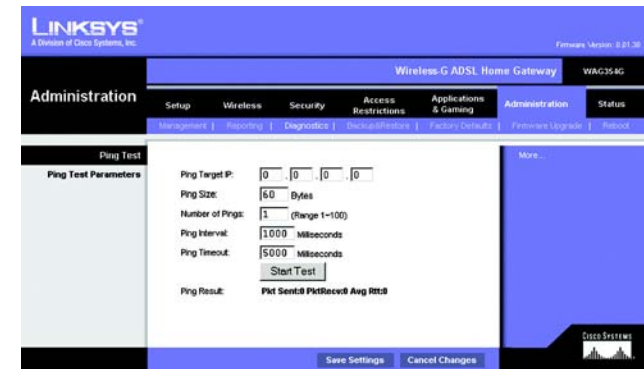 LINKSYS®
A Division of Cisco Systems, Inc.
Firmware Version: 0.21.30
Wireless-G ADSL Home Gateway WAG354G
Administration
Setup Wireless Security Access Restrictions Applications & Gaming Administration Status
Management | Reporting | Diagnostics | Backup&Restore | Factory Defaults | Firmware Upgrade | Reboot
Ping Test
Ping Test Parameters
Ping Target IP: 0 . 0 . 0 . 0
Ping Size: 60 Bytes
Number of Pings: 1 (Range 1~100)
Ping Interval: 1000 Miliseconds
Ping Timeout: 5000 Miliseconds
Start Test
Ping Result: Pkt Sent:0 PktRecv:0 Avg Rtt:0
More...
Save Settings Cancel Changes
CISCO SYSTEMS